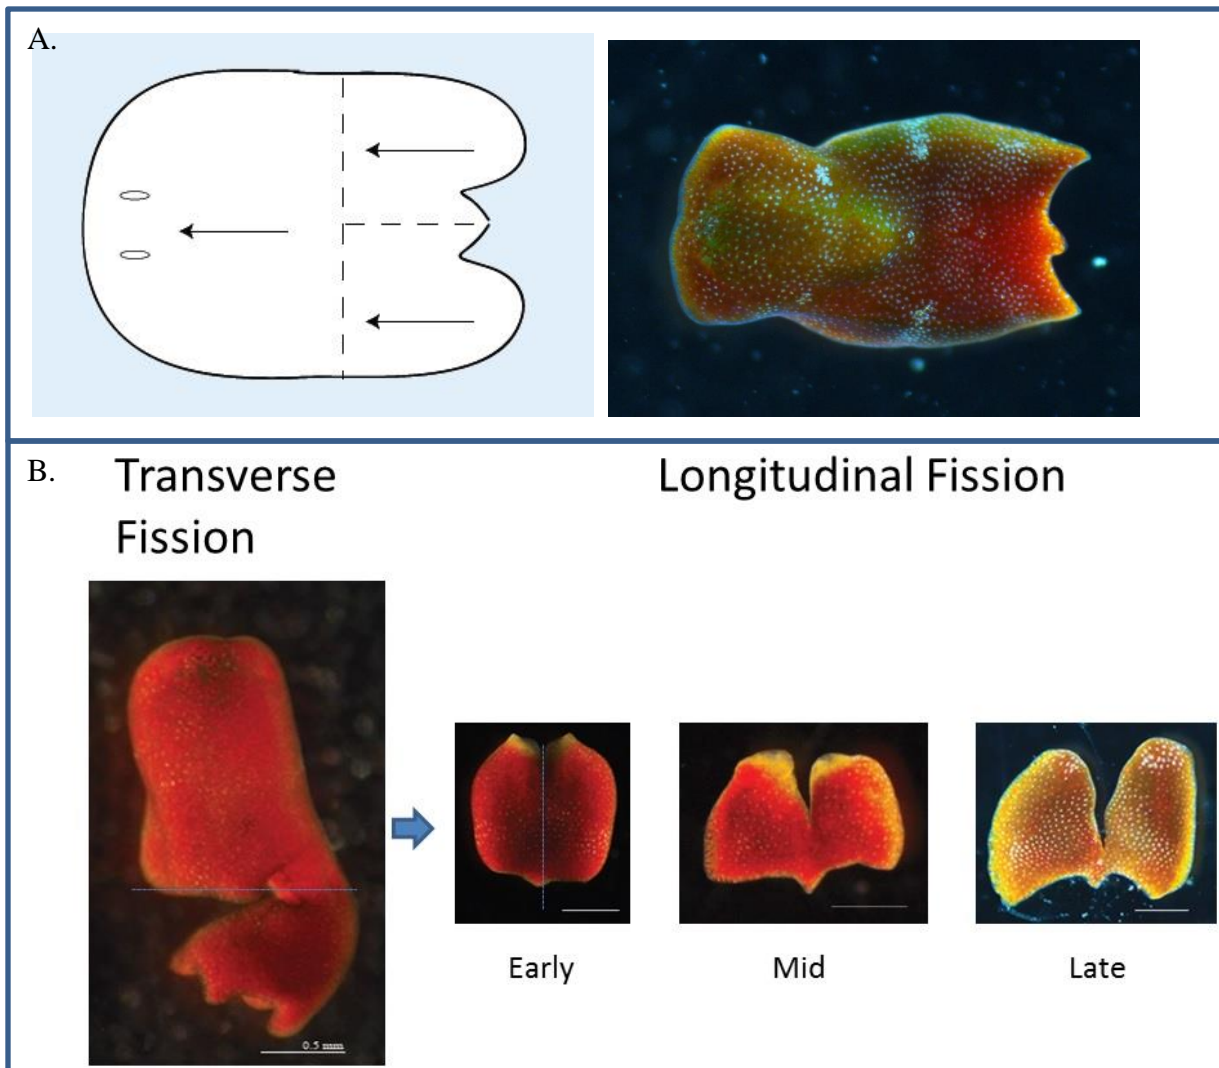 A.
B.
Transverse
Fission
Longitudinal Fission
0.5 mm
Early
Mid
Late